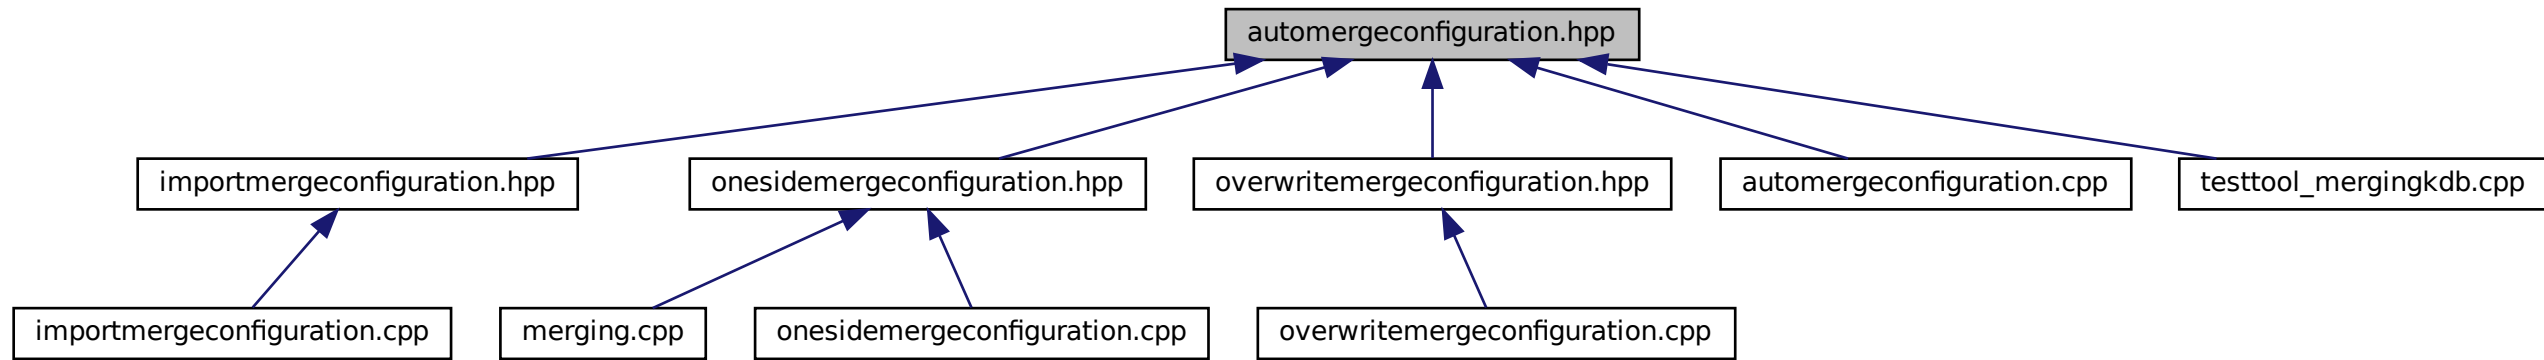 automergeconfiguration.hpp
importmergeconfiguration.hpp
onesidemergeconfiguration.hpp
overwritemergeconfiguration.hpp
automergeconfiguration.cpp
testtool_mergingkdb.cpp
importmergeconfiguration.cpp
merging.cpp
onesidemergeconfiguration.cpp
overwritemergeconfiguration.cpp